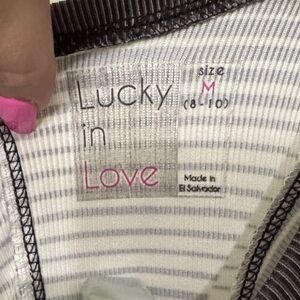 Lucky
in
Love
size
M
(8-10)
Made in
El Salvador